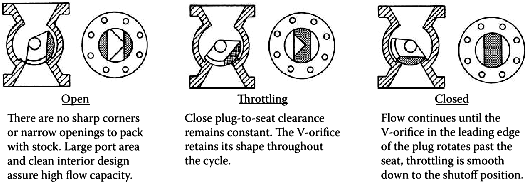 Open
There are no sharp corners
or narrow openings to pack
with stock. Large port area
and clean interior design
assure high flow capacity.
Throttling
Close plug-to-seat clearance
remains constant. The V-orifice
retains its shape throughout
the cycle.
Closed
Flow continues until the
V-orifice in the leading edge
of the plug rotates past the
seat, throttling is smooth
down to the shutoff position.